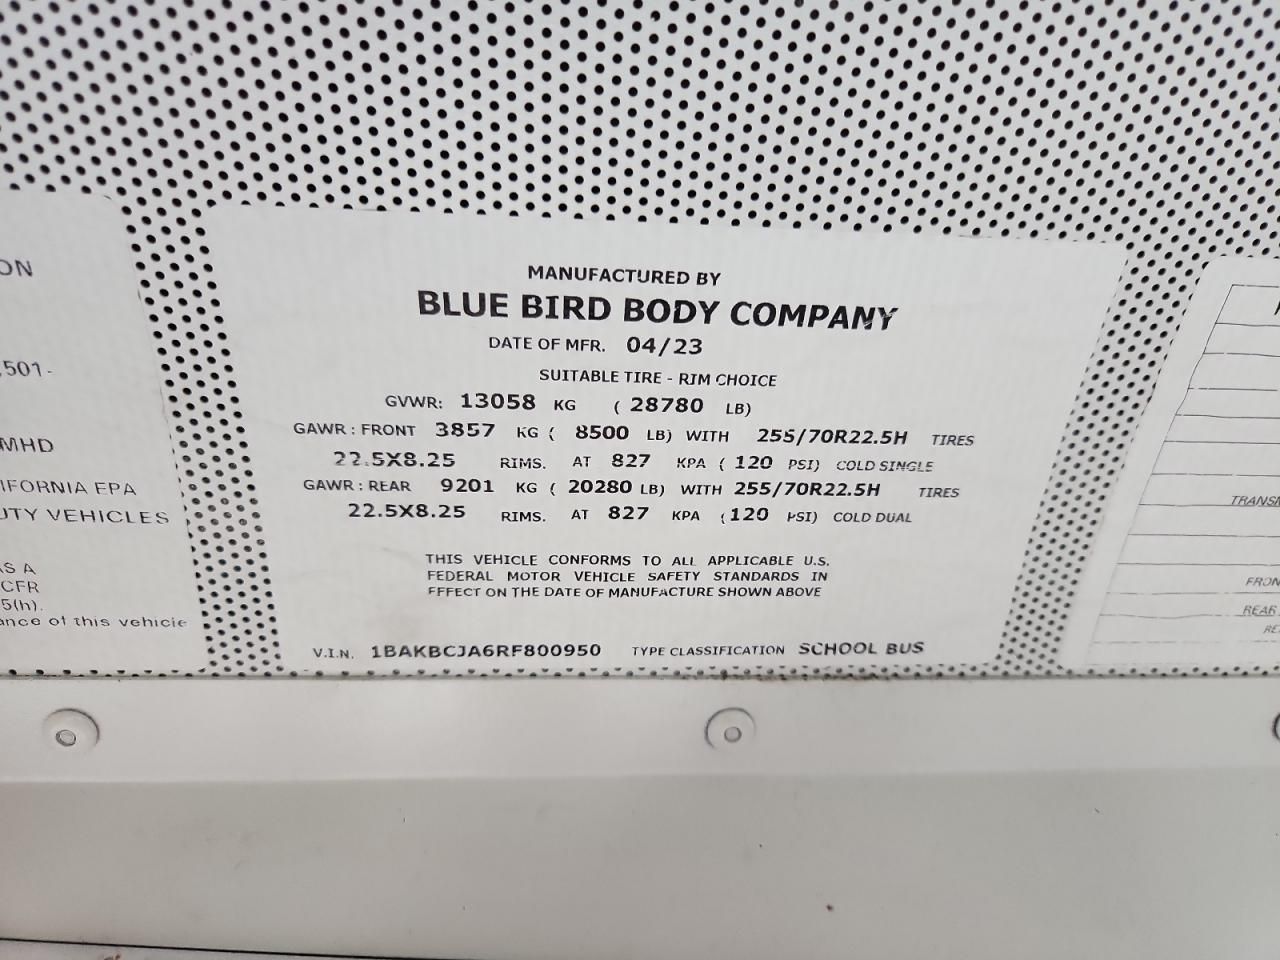 ON
501-
MHD
IFORNIA EPA
UTY VEHICLES
AS A
CFR
5(h).
ance of this vehicle
MANUFACTURED BY
BLUE BIRD BODY COMPANY
DATE OF MFR. 04/23
SUITABLE TIRE - RIM CHOICE
GVWR: 13058 KG ( 28780 LB)
GAWR : FRONT 3857 KG ( 8500 LB) WITH 255/70R22.5H TIRES
22.5X8.25 RIMS. AT 827 KPA ( 120 PSI) COLD SINGLE
GAWR : REAR 9201 KG ( 20280 LB) WITH 255/70R22.5H TIRES
22.5X8.25 RIMS. AT 827 KPA ( 120 PSI) COLD DUAL
THIS VEHICLE CONFORMS TO ALL APPLICABLE U.S.
FEDERAL MOTOR VEHICLE SAFETY STANDARDS IN
EFFECT ON THE DATE OF MANUFACTURE SHOWN ABOVE
V.I.N. 1BAKBCJA6RF800950 TYPE CLASSIFICATION SCHOOL BUS
TRANSM
FRON
REAR
RE